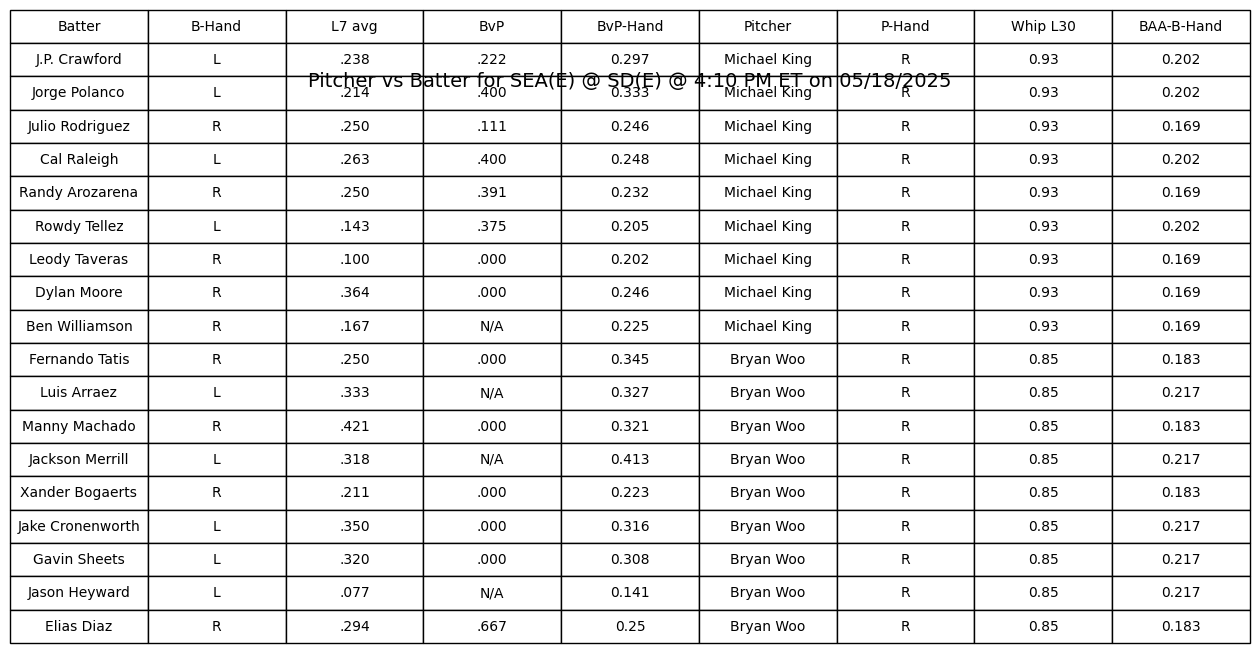 Batter B-Hand L7 avg BvP BvP-Hand Pitcher P-Hand Whip L30 BAA-B-Hand
J.P. Crawford L .238 .222 0.297 Michael King R 0.93 0.202
Pitcher vs Batter for SEA(E) @ SD(E) @ 4:10 PM ET on 05/18/2025
Jorge Polanco L .214 .400 0.333 Michael King R 0.93 0.202
Julio Rodriguez R .250 .111 0.246 Michael King R 0.93 0.169
Cal Raleigh L .263 .400 0.248 Michael King R 0.93 0.202
Randy Arozarena R .250 .391 0.232 Michael King R 0.93 0.169
Rowdy Tellez L .143 .375 0.205 Michael King R 0.93 0.202
Leody Taveras R .100 .000 0.202 Michael King R 0.93 0.169
Dylan Moore R .364 .000 0.246 Michael King R 0.93 0.169
Ben Williamson R .167 N/A 0.225 Michael King R 0.93 0.169
Fernando Tatis R .250 .000 0.345 Bryan Woo R 0.85 0.183
Luis Arraez L .333 N/A 0.327 Bryan Woo R 0.85 0.217
Manny Machado R .421 .000 0.321 Bryan Woo R 0.85 0.183
Jackson Merrill L .318 N/A 0.413 Bryan Woo R 0.85 0.217
Xander Bogaerts R .211 .000 0.223 Bryan Woo R 0.85 0.183
Jake Cronenworth L .350 .000 0.316 Bryan Woo R 0.85 0.217
Gavin Sheets L .320 .000 0.308 Bryan Woo R 0.85 0.217
Jason Heyward L .077 N/A 0.141 Bryan Woo R 0.85 0.217
Elias Diaz R .294 .667 0.25 Bryan Woo R 0.85 0.183